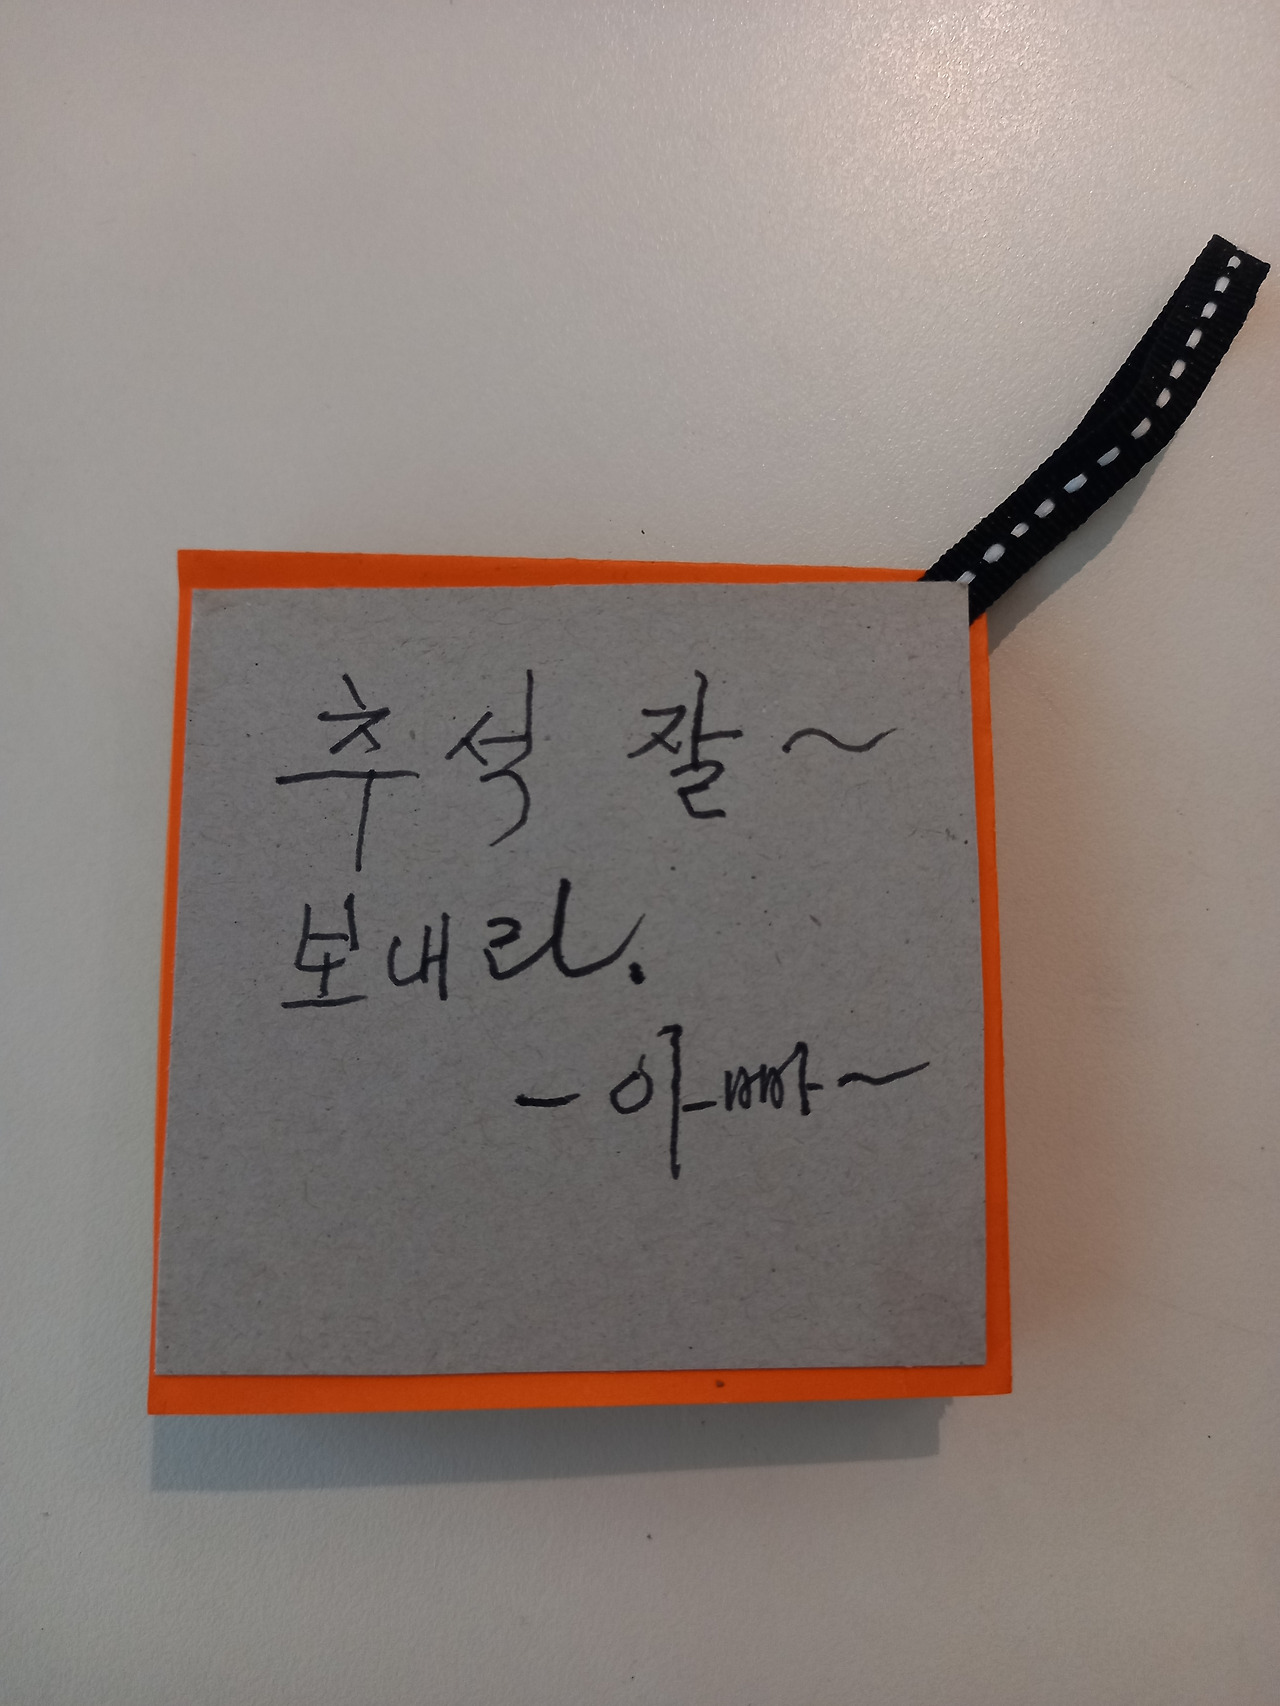 추석 잘~
보내라.
- 아빠~